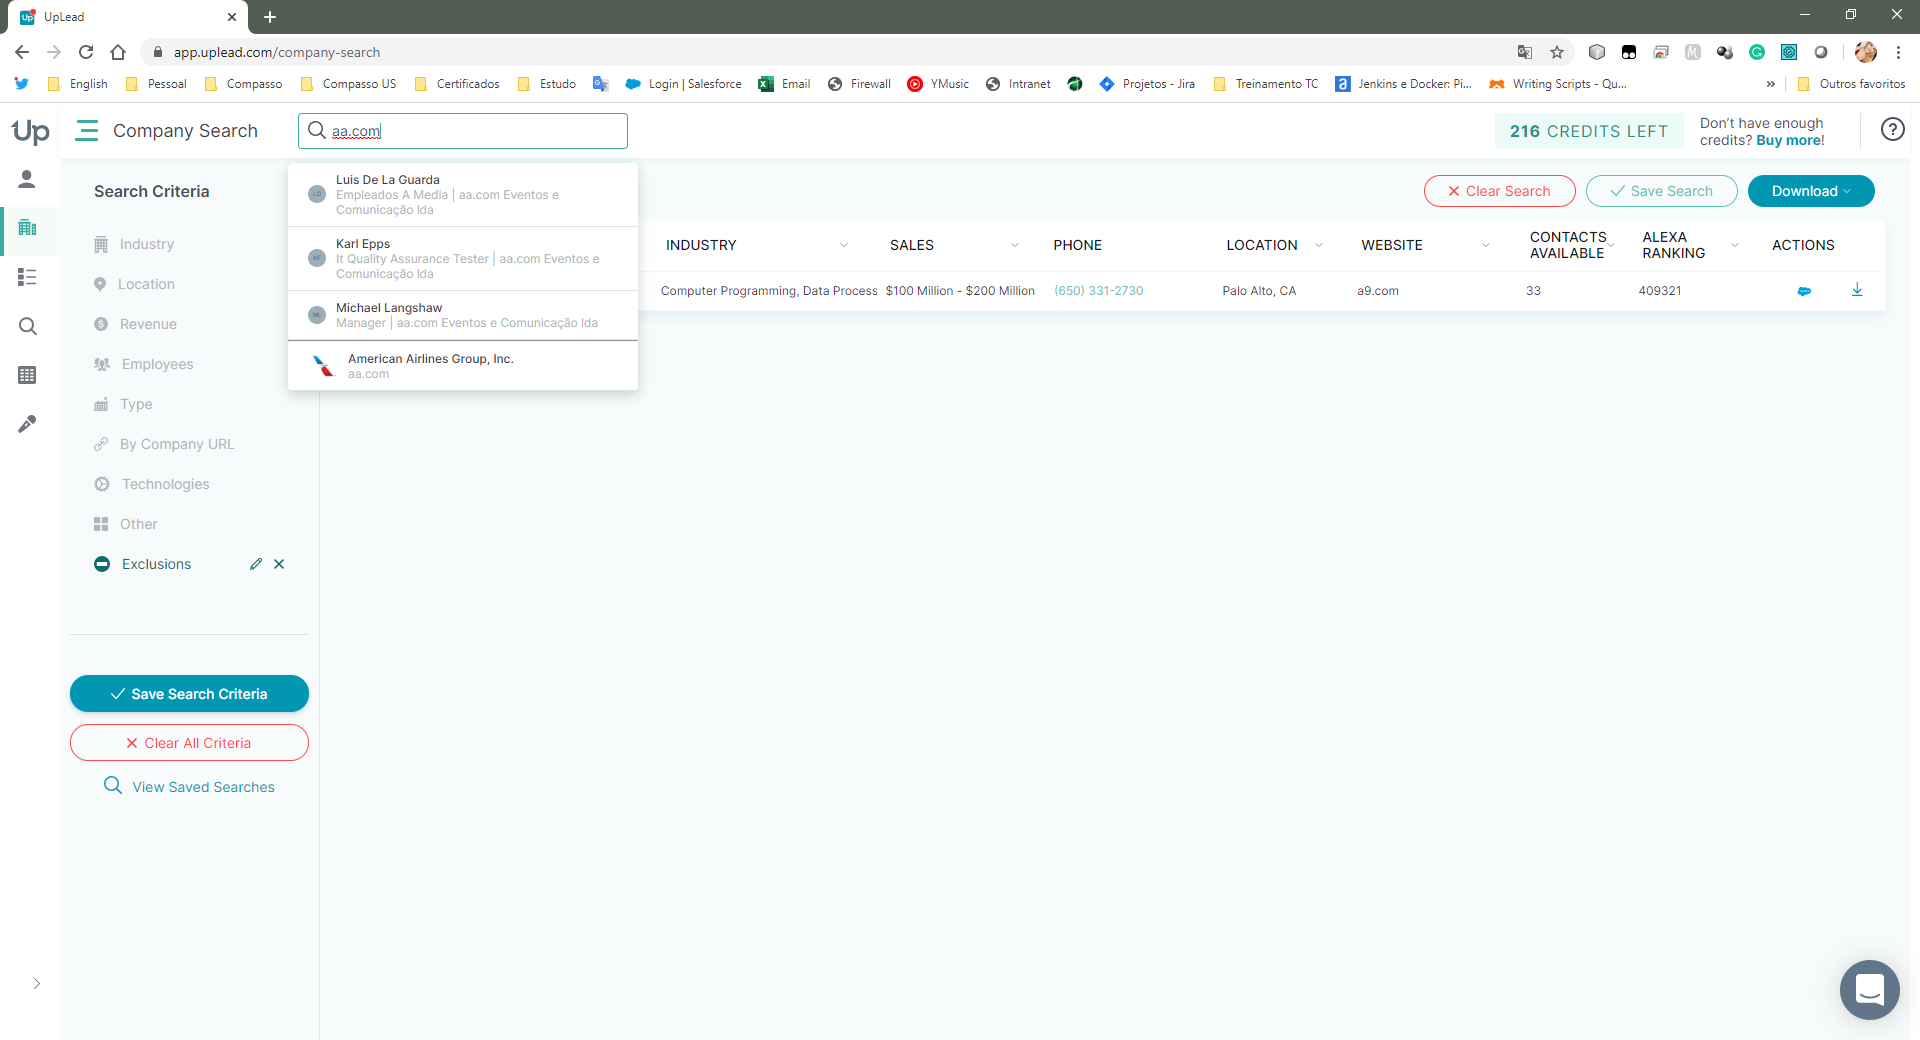 UpLead
app.uplead.com/company-search
English
Pessoal
Compasso
Compasso US
Certificados
Estudo
Login | Salesforce
Email
Firewall
YMusic
Intranet
Projetos - Jira
Treinamento TC
Jenkins e Docker: Pi...
Writing Scripts - Qu...
»
Outros favoritos
Up
Company Search
aa.com
216 CREDITS LEFT
Don't have enough
credits? Buy more!
Search Criteria
Industry
Location
Revenue
Employees
Type
By Company URL
Technologies
Other
Exclusions
Save Search Criteria
Clear All Criteria
View Saved Searches
Luis De La Guarda
Empleados A Media | aa.com Eventos e
Comunicação lda
KE
Karl Epps
It Quality Assurance Tester | aa.com Eventos e
Comunicação lda
ML
Michael Langshaw
Manager | aa.com Eventos e Comunicação lda
American Airlines Group, Inc.
aa.com
Clear Search
Save Search
Download
INDUSTRY
SALES
PHONE
LOCATION
WEBSITE
CONTACTS
AVAILABLE
ALEXA
RANKING
ACTIONS
Computer Programming, Data Process
$100 Million - $200 Million
(650) 331-2730
Palo Alto, CA
a9.com
33
409321